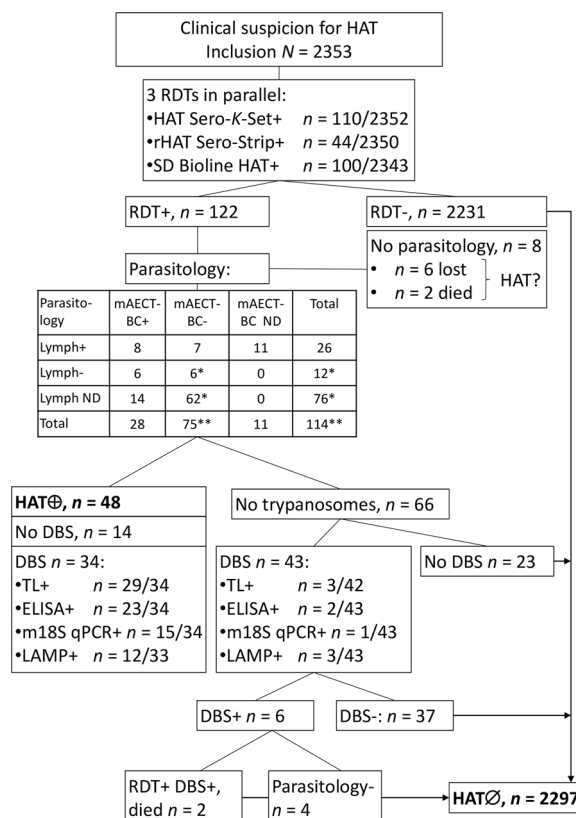 Clinical suspicion for HAT
Inclusion N = 2353
3 RDTs in parallel:
•HAT Sero-K-Set+ n = 110/2352
•rHAT Sero-Strip+ n = 44/2350
•SD Bioline HAT+ n = 100/2343
RDT+, n = 122
RDT-, n = 2231
Parasitology:
No parasitology, n = 8
• n = 6 lost
• n = 2 died
HAT?
Parasito-
logy mAECT-
BC+ mAECT-
BC- mAECT-
BC ND Total
Lymph+ 8 7 11 26
Lymph- 6 6* 0 12*
Lymph ND 14 62* 0 76*
Total 28 75** 11 114**
HAT⊕, n = 48
No DBS, n = 14
DBS n = 34:
•TL+ n = 29/34
•ELISA+ n = 23/34
•m18S qPCR+ n = 15/34
•LAMP+ n = 12/33
No trypanosomes, n = 66
DBS n = 43:
•TL+ n = 3/42
•ELISA+ n = 2/43
•m18S qPCR+ n = 1/43
•LAMP+ n = 3/43
No DBS n = 23
DBS+ n = 6
DBS-: n = 37
RDT+ DBS+,
died n = 2
Parasitology-
n = 4
HAT∅, n = 2297